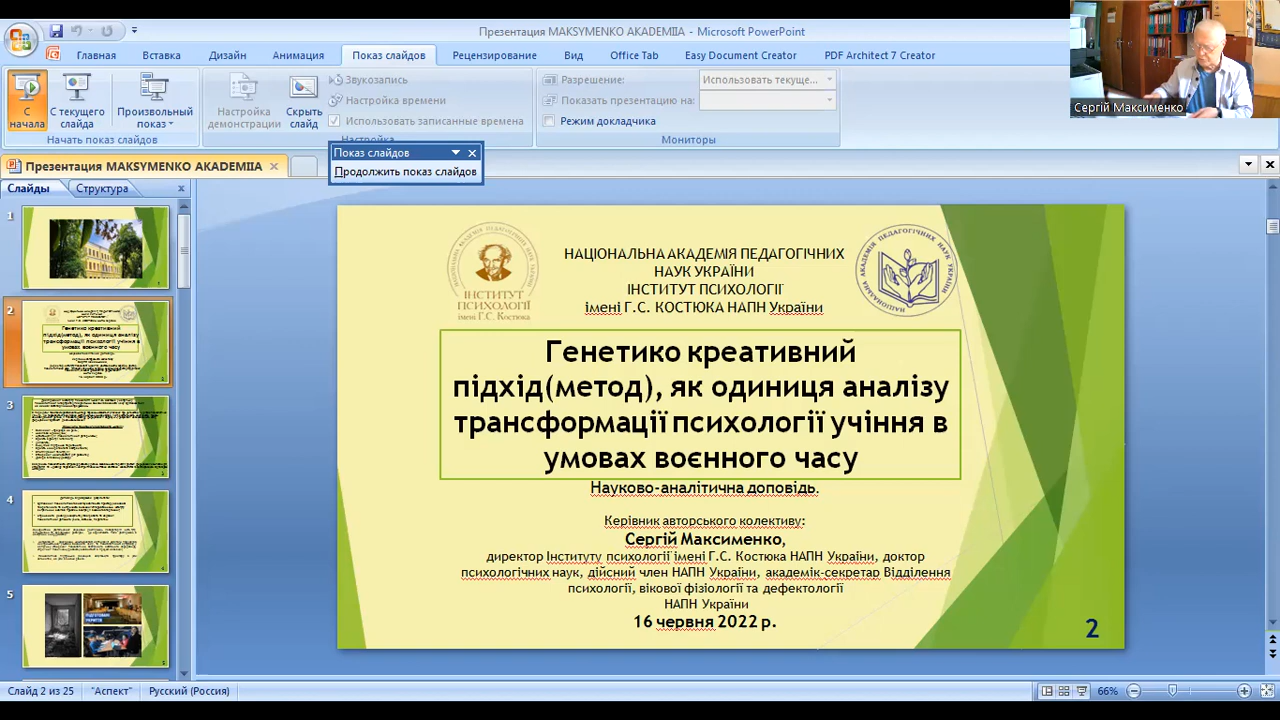 Презентация MAKSYMENKO AKADEMIIA - Microsoft PowerPoint
Главная Вставка Дизайн Анимация Показ слайдов Рецензирование Вид Office Tab Easy Document Creator PDF Architect 7 Creator
С начала
С текущего слайда
Произвольный показ
Начать показ слайдов
Настройка демонстрации
Скрыть слайд
Звукозапись
Настройка времени
Использовать записанные времена
Настройка
Разрешение: Использовать текуще...
Показать презентацию на:
Режим докладчика
Мониторы
Сергій Максименко
Показ слайдов
Продолжить показ слайдов
Презентация MAKSYMENKO AKADEMIIA
Слайды Структура
1
2
3
4
5
ІНСТИТУТ
ПСИХОЛОГІЇ
імені Г.С. Костюка
НАЦІОНАЛЬНА АКАДЕМІЯ ПЕДАГОГІЧНИХ
НАУК УКРАЇНИ
ІНСТИТУТ ПСИХОЛОГІЇ
імені Г.С. КОСТЮКА НАПН України
Генетико креативний
підхід(метод), як одиниця аналізу
трансформації психології учіння в
умовах воєнного часу
Науково-аналітична доповідь.
Керівник авторського колективу:
Сергій Максименко,
директор Інституту психології імені Г.С. Костюка НАПН України, доктор
психологічних наук, дійсний член НАПН України, академік-секретар Відділення
психології, вікової фізіології та дефектології
НАПН України
16 червня 2022 р.
2
Слайд 2 из 25 "Аспект" Русский (Россия) 66%